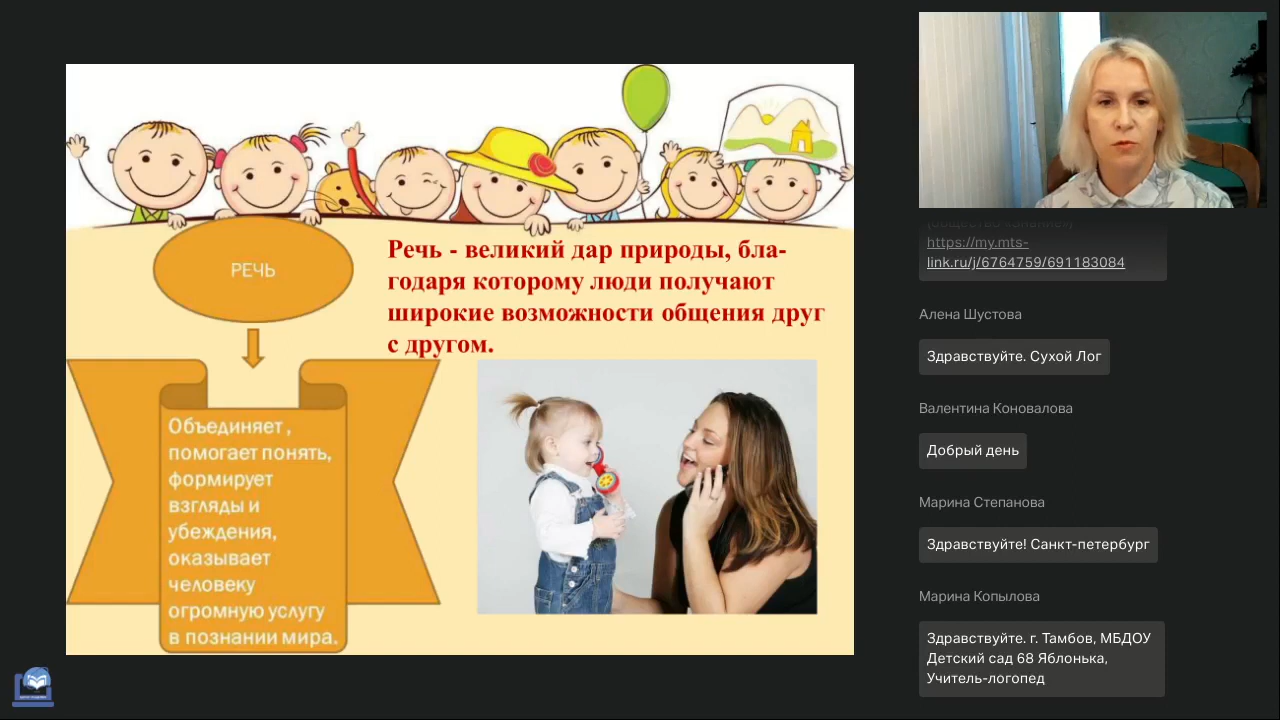 РЕЧЬ
Речь - великий дар природы, бла-
годаря которому люди получают
широкие возможности общения друг
с другом.
Объединяет ,
помогает понять,
формирует
взгляды и
убеждения,
оказывает
человеку
огромную услугу
в познании мира.
https://my.mts-
link.ru/j/6764759/691183084
Алена Шустова
Здравствуйте. Сухой Лог
Валентина Коновалова
Добрый день
Марина Степанова
Здравствуйте! Санкт-петербург
Марина Копылова
Здравствуйте. г. Тамбов, МБДОУ
Детский сад 68 Яблонька,
Учитель-логопед